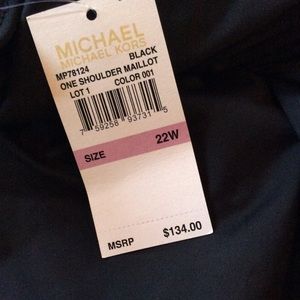 MICHAEL
MICHAEL KORS
MP78124 BLACK
ONE SHOULDER MAILLOT
LOT 1 COLOR 001
7 59258 93731 5
SIZE 22W
MSRP $134.00